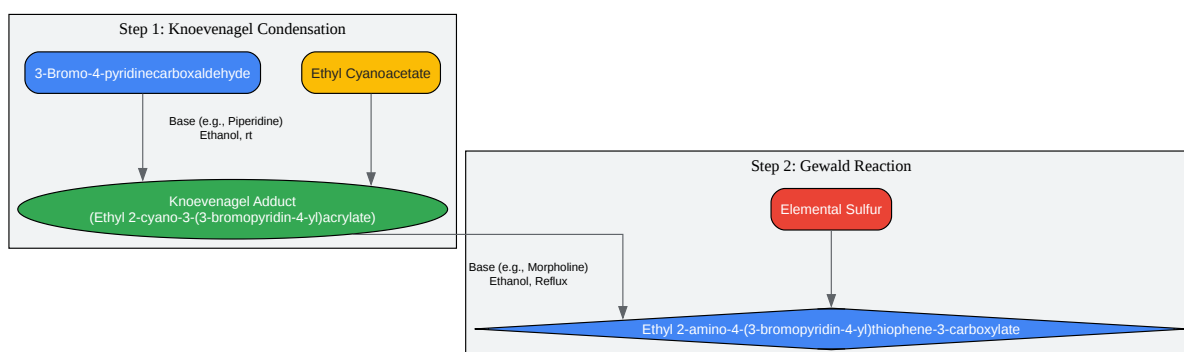 Step 1: Knoevenagel Condensation
3-Bromo-4-pyridinecarboxaldehyde
Ethyl Cyanoacetate
Base (e.g., Piperidine)
Ethanol, rt
Knoevenagel Adduct
(Ethyl 2-cyano-3-(3-bromopyridin-4-yl)acrylate)
Step 2: Gewald Reaction
Elemental Sulfur
Base (e.g., Morpholine)
Ethanol, Reflux
Ethyl 2-amino-4-(3-bromopyridin-4-yl)thiophene-3-carboxylate